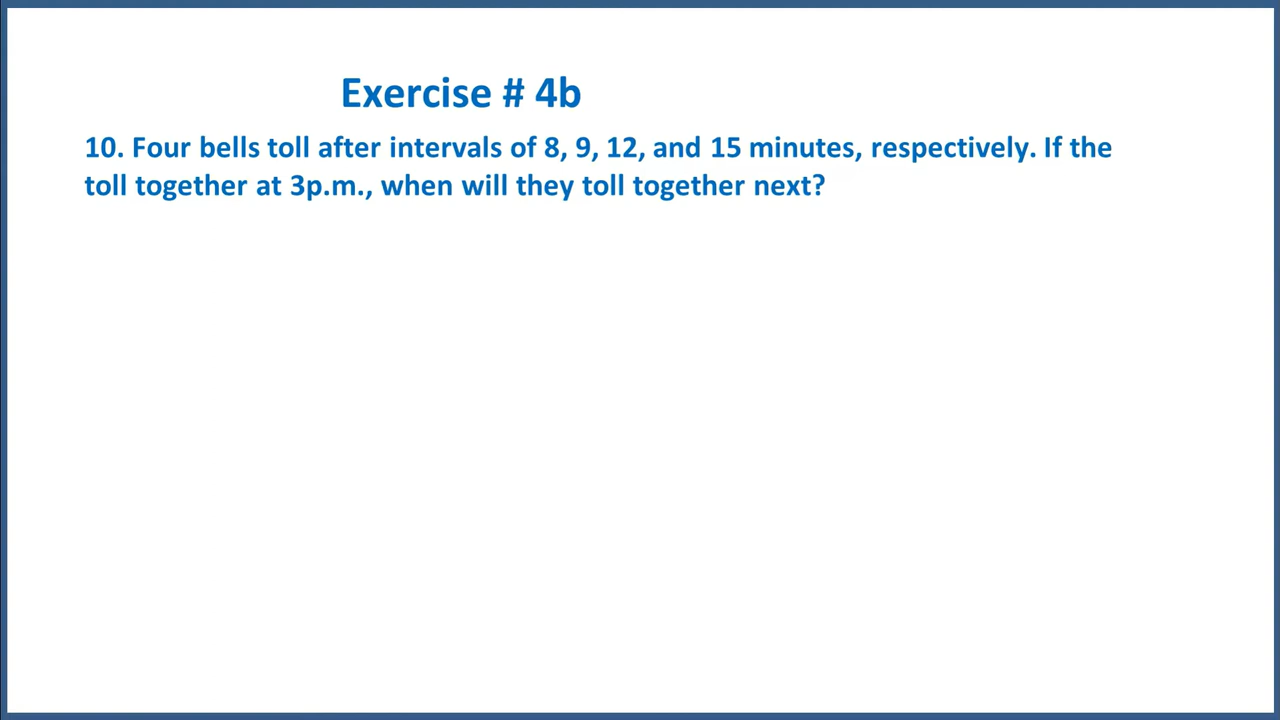 Exercise # 4b
10. Four bells toll after intervals of 8, 9, 12, and 15 minutes, respectively. If the
toll together at 3p.m., when will they toll together next?